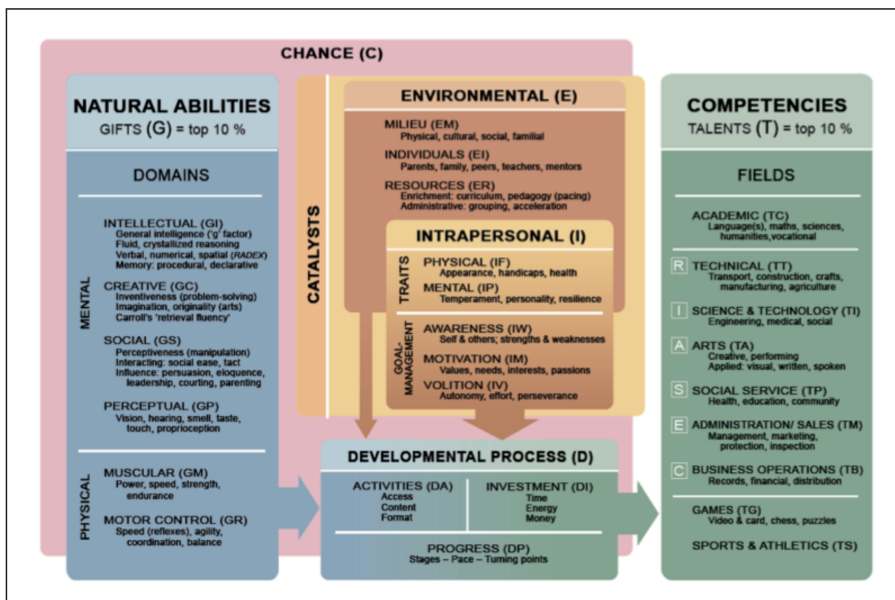 CHANCE (C)
NATURAL ABILITIES
GIFTS (G) = top 10 %
DOMAINS
MENTAL
INTELLECTUAL (GI)
General intelligence ('g' factor)
Fluid, crystallized reasoning
Verbal, numerical, spatial (RADEX)
Memory: procedural, declarative
CREATIVE (GC)
Inventiveness (problem-solving)
Imagination, originality (arts)
Carroll's 'retrieval fluency'
SOCIAL (GS)
Perceptiveness (manipulation)
Interacting: social ease, tact
Influence: persuasion, eloquence,
leadership, courting, parenting
PERCEPTUAL (GP)
Vision, hearing, smell, taste,
touch, proprioception
PHYSICAL
MUSCULAR (GM)
Power, speed, strength,
endurance
MOTOR CONTROL (GR)
Speed (reflexes), agility,
coordination, balance
CATALYSTS
ENVIRONMENTAL (E)
MILIEU (EM)
Physical, cultural, social, familial
INDIVIDUALS (EI)
Parents, family, peers, teachers, mentors
RESOURCES (ER)
Enrichment: curriculum, pedagogy (pacing)
Administrative: grouping, acceleration
INTRAPERSONAL (I)
TRAITS
PHYSICAL (IF)
Appearance, handicaps, health
MENTAL (IP)
Temperament, personality, resilience
GOAL-
MANAGEMENT
AWARENESS (IW)
Self & others; strengths & weaknesses
MOTIVATION (IM)
Values, needs, interests, passions
VOLITION (IV)
Autonomy, effort, perseverance
DEVELOPMENTAL PROCESS (D)
ACTIVITIES (DA)
Access
Content
Format
INVESTMENT (DI)
Time
Energy
Money
PROGRESS (DP)
Stages – Pace – Turning points
COMPETENCIES
TALENTS (T) = top 10 %
FIELDS
ACADEMIC (TC)
Language(s), maths, sciences,
humanities,vocational
R TECHNICAL (TT)
Transport, construction, crafts,
manufacturing, agriculture
I SCIENCE & TECHNOLOGY (TI)
Engineering, medical, social
A ARTS (TA)
Creative, performing
Applied: visual, written, spoken
S SOCIAL SERVICE (TP)
Health, education, community
E ADMINISTRATION/ SALES (TM)
Management, marketing,
protection, inspection
C BUSINESS OPERATIONS (TB)
Records, financial, distribution
GAMES (TG)
Video & card, chess, puzzles
SPORTS & ATHLETICS (TS)